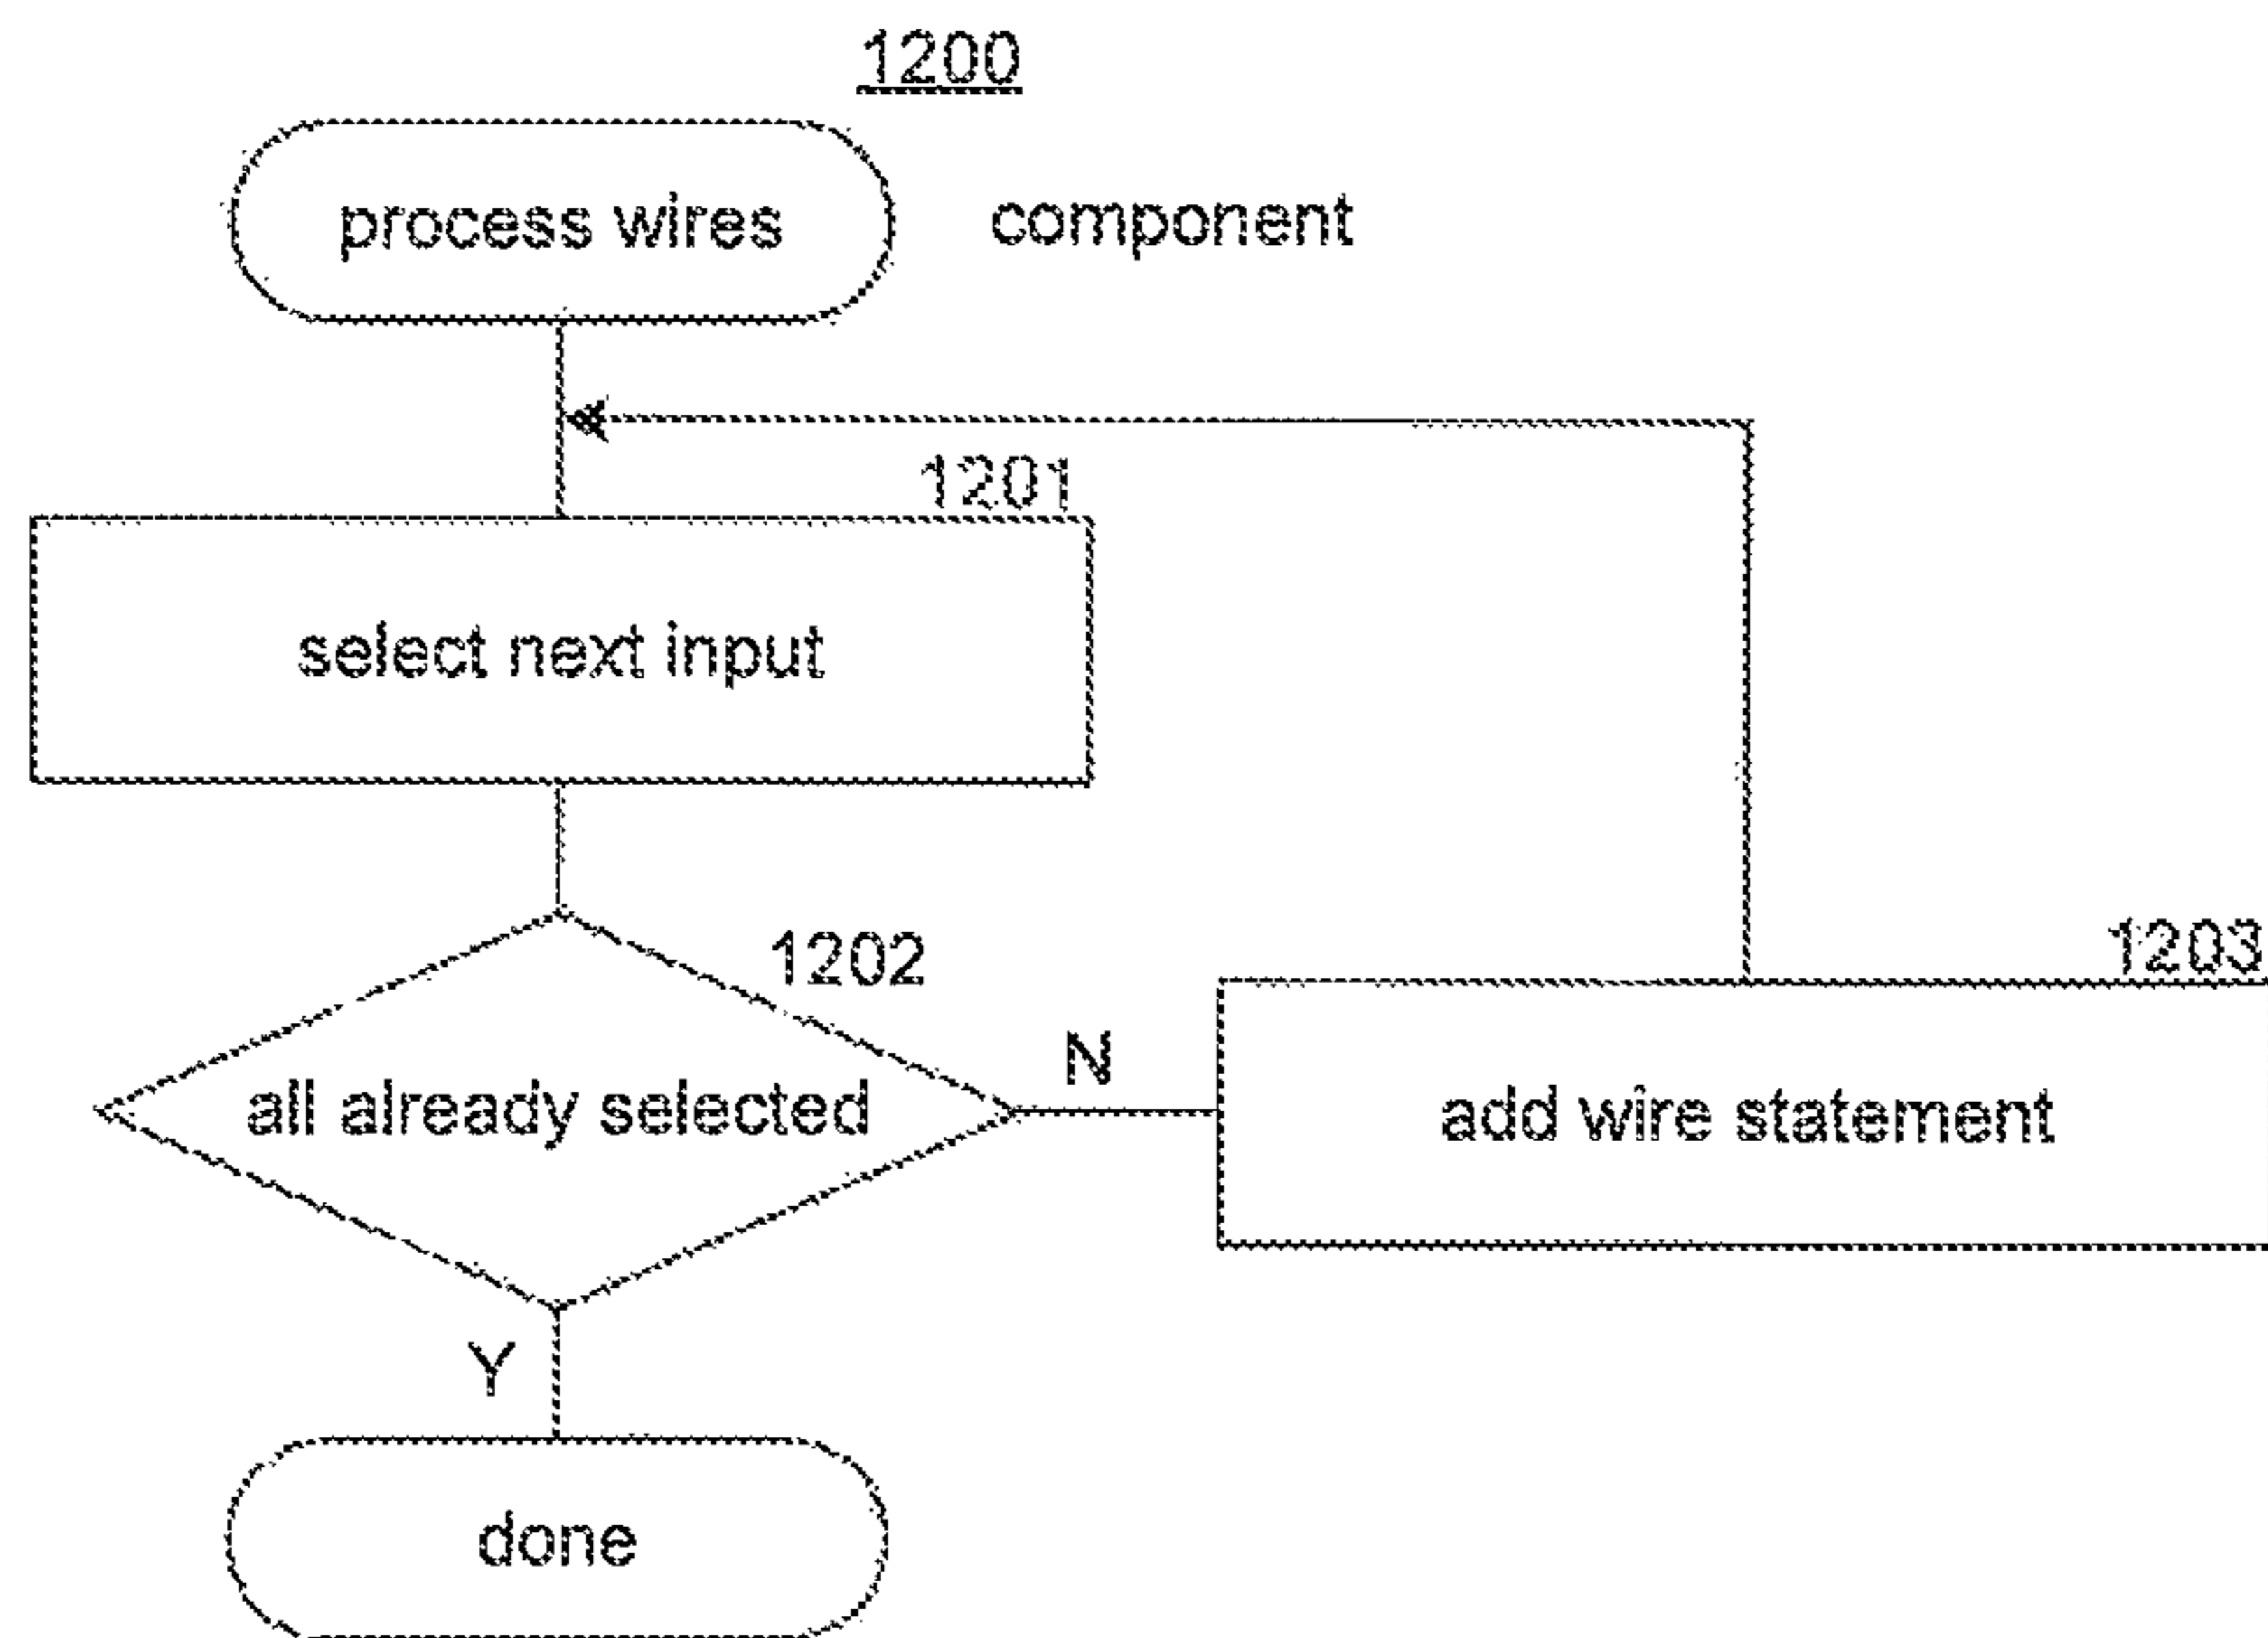 1200
process wires
component
1201
select next input
1202
all already selected
N
1203
add wire statement
Y
done